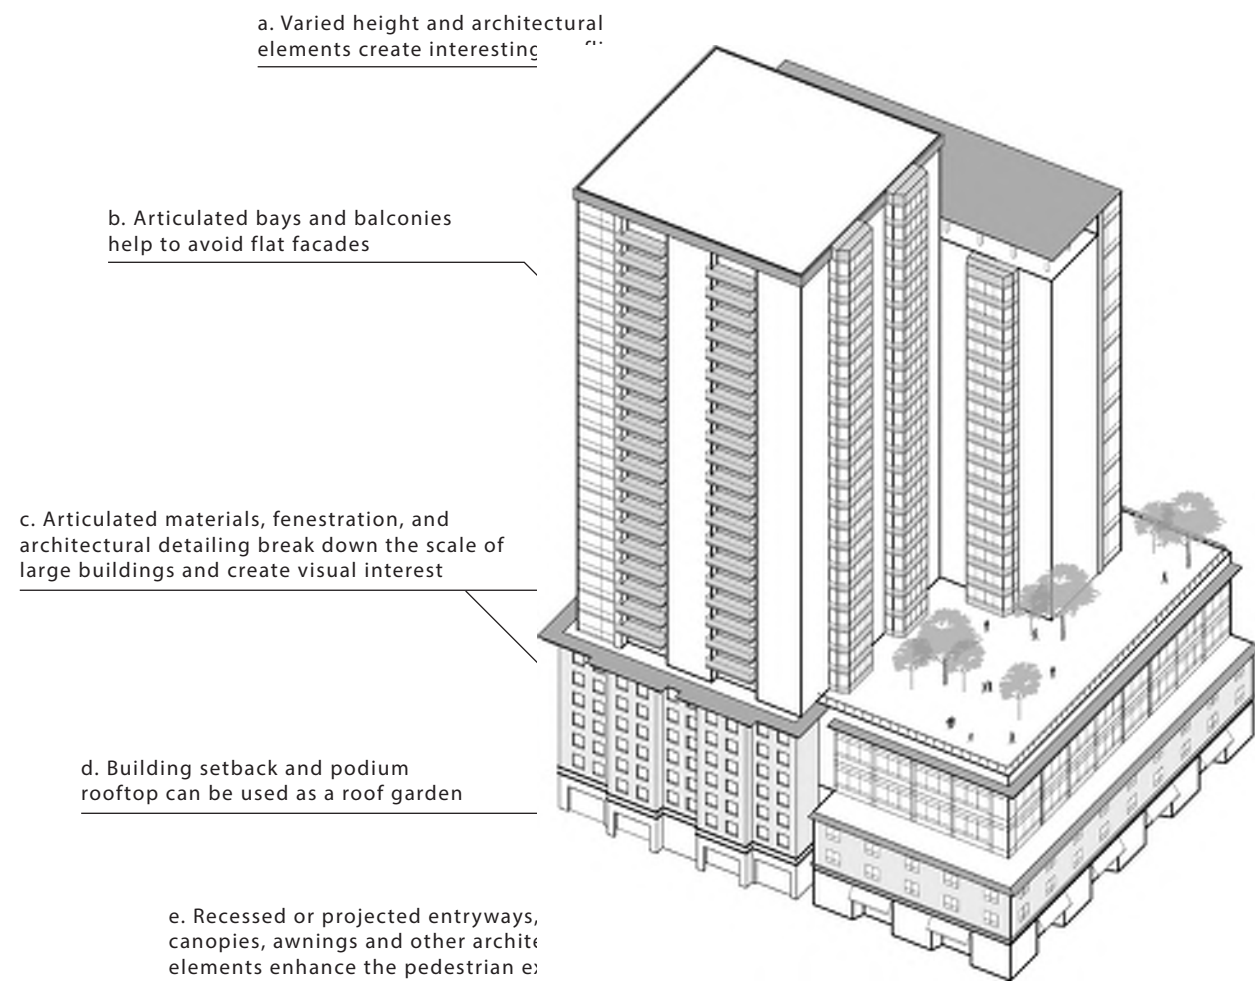 a. Varied height and architectural
elements create interesting
b. Articulated bays and balconies
help to avoid flat facades
c. Articulated materials, fenestration, and
architectural detailing break down the scale of
large buildings and create visual interest
d. Building setback and podium
rooftop can be used as a roof garden
e. Recessed or projected entryways,
canopies, awnings and other
elements enhance the pedestrian